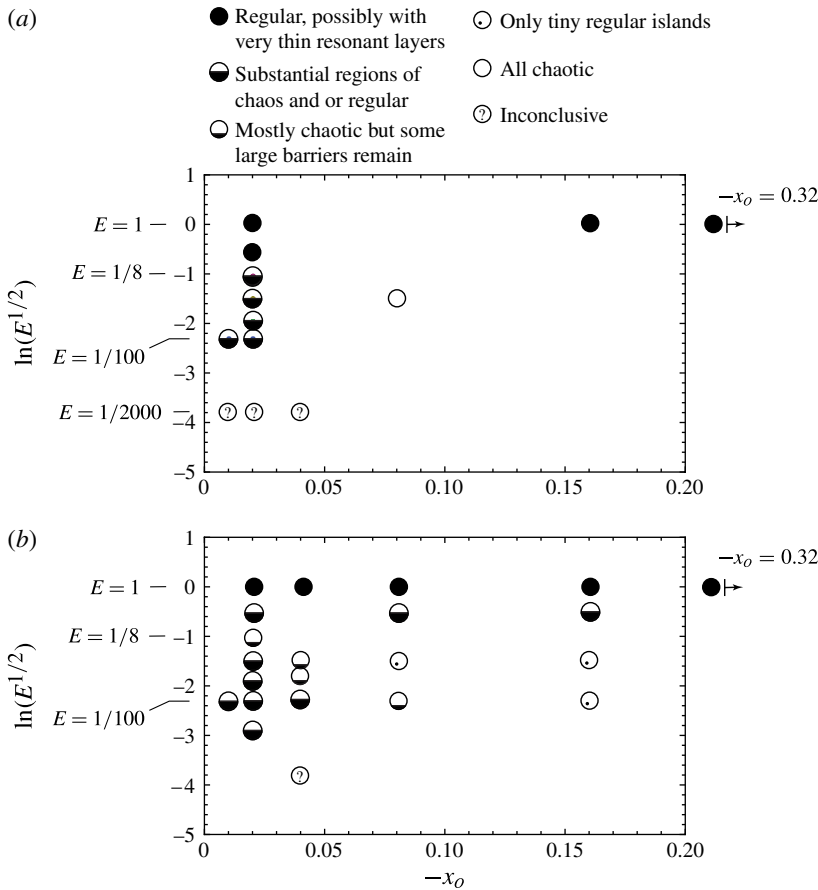 (a)
Regular, possibly with
very thin resonant layers
Substantial regions of
chaos and or regular
Mostly chaotic but some
large barriers remain
Only tiny regular islands
All chaotic
? Inconclusive
−x₀ = 0.32
1
E = 1 — 0
E = 1/8 — −1
−2
E = 1/100
−3
E = 1/2000 — −4
−5
ln(E^{1/2})
? ? ?
0 0.05 0.10 0.15 0.20
(b)
−x₀ = 0.32
1
E = 1 — 0
E = 1/8 — −1
−2
E = 1/100
−3
−4
−5
ln(E^{1/2})
?
0 0.05 0.10 0.15 0.20
−x₀